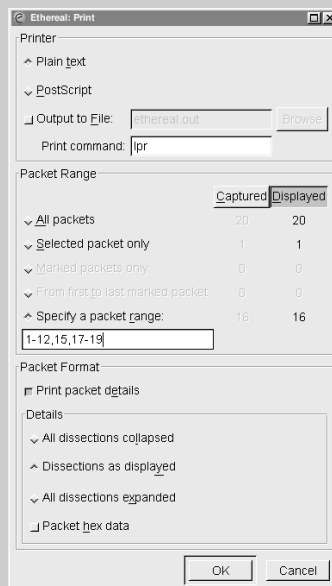 Ethereal: Print
Printer
Plain text
PostScript
Output to File: ethereal.out Browse
Print command: lpr
Packet Range
Captured Displayed
All packets 20 20
Selected packet only 1 1
Marked packets only 0 0
From first to last marked packet 0 0
Specify a packet range: 16 16
1-12,15,17-19
Packet Format
Print packet details
Details
All dissections collapsed
Dissections as displayed
All dissections expanded
Packet hex data
OK Cancel